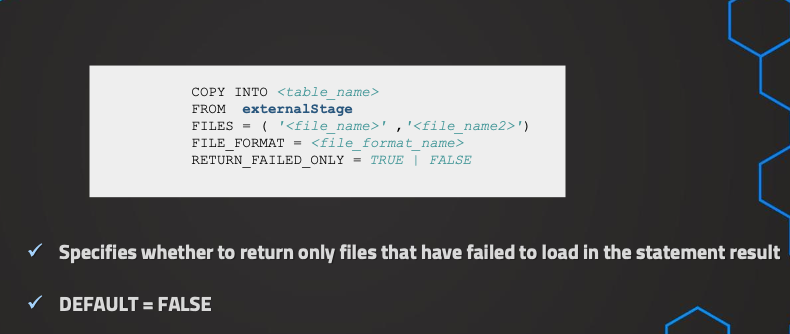 COPY INTO <table_name>
FROM externalStage
FILES = ( '<file_name>' ,'<file_name2>')
FILE_FORMAT = <file_format_name>
RETURN_FAILED_ONLY = TRUE | FALSE
✓ Specifies whether to return only files that have failed to load in the statement result
✓ DEFAULT = FALSE